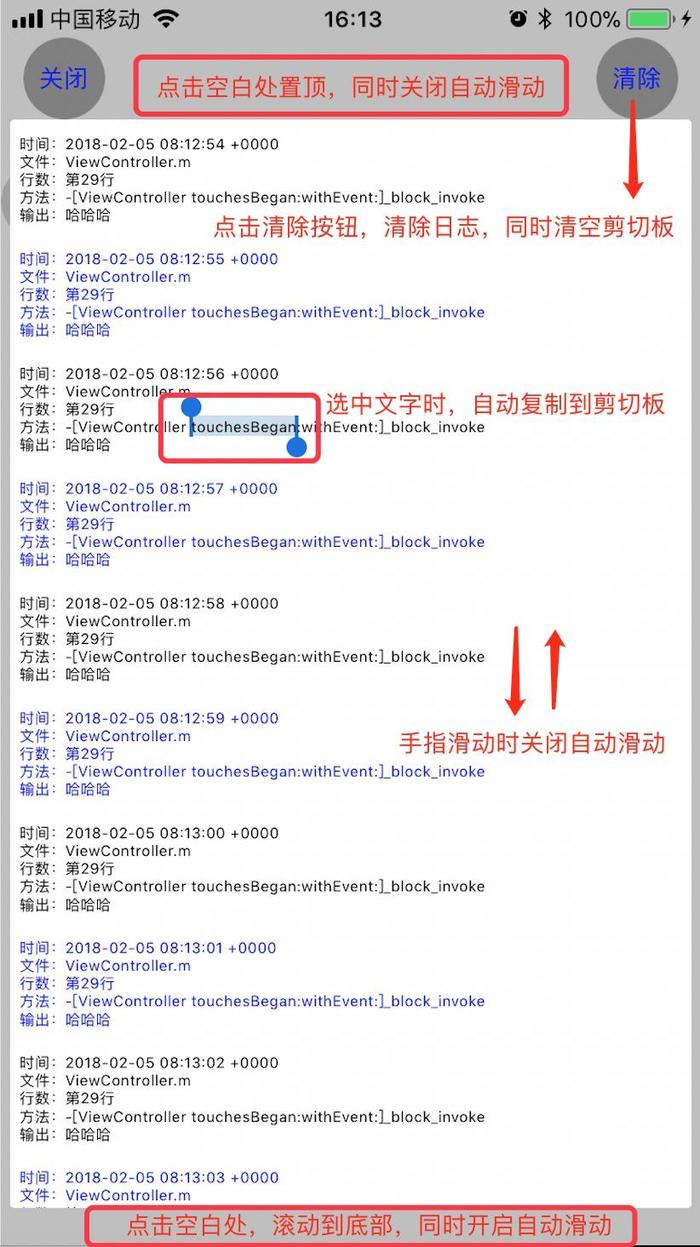 中国移动 16:13 100%
关闭 点击空白处置顶，同时关闭自动滑动 清除
时间：2018-02-05 08:12:54 +0000
文件：ViewController.m
行数：第29行
方法：-[ViewController touchesBegan:withEvent:]_block_invoke
输出：哈哈哈
点击清除按钮，清除日志，同时清空剪切板
时间：2018-02-05 08:12:55 +0000
文件：ViewController.m
行数：第29行
方法：-[ViewController touchesBegan:withEvent:]_block_invoke
输出：哈哈哈
时间：2018-02-05 08:12:56 +0000
文件：ViewController.m
行数：第29行
选中文字时，自动复制到剪切板
方法：-[ViewController touchesBegan:withEvent:]_block_invoke
输出：哈哈哈
时间：2018-02-05 08:12:57 +0000
文件：ViewController.m
行数：第29行
方法：-[ViewController touchesBegan:withEvent:]_block_invoke
输出：哈哈哈
时间：2018-02-05 08:12:58 +0000
文件：ViewController.m
行数：第29行
方法：-[ViewController touchesBegan:withEvent:]_block_invoke
输出：哈哈哈
时间：2018-02-05 08:12:59 +0000
文件：ViewController.m
手指滑动时关闭自动滑动
行数：第29行
方法：-[ViewController touchesBegan:withEvent:]_block_invoke
输出：哈哈哈
时间：2018-02-05 08:13:00 +0000
文件：ViewController.m
行数：第29行
方法：-[ViewController touchesBegan:withEvent:]_block_invoke
输出：哈哈哈
时间：2018-02-05 08:13:01 +0000
文件：ViewController.m
行数：第29行
方法：-[ViewController touchesBegan:withEvent:]_block_invoke
输出：哈哈哈
时间：2018-02-05 08:13:02 +0000
文件：ViewController.m
行数：第29行
方法：-[ViewController touchesBegan:withEvent:]_block_invoke
输出：哈哈哈
时间：2018-02-05 08:13:03 +0000
文件：ViewController.m
点击空白处，滚动到底部，同时开启自动滑动